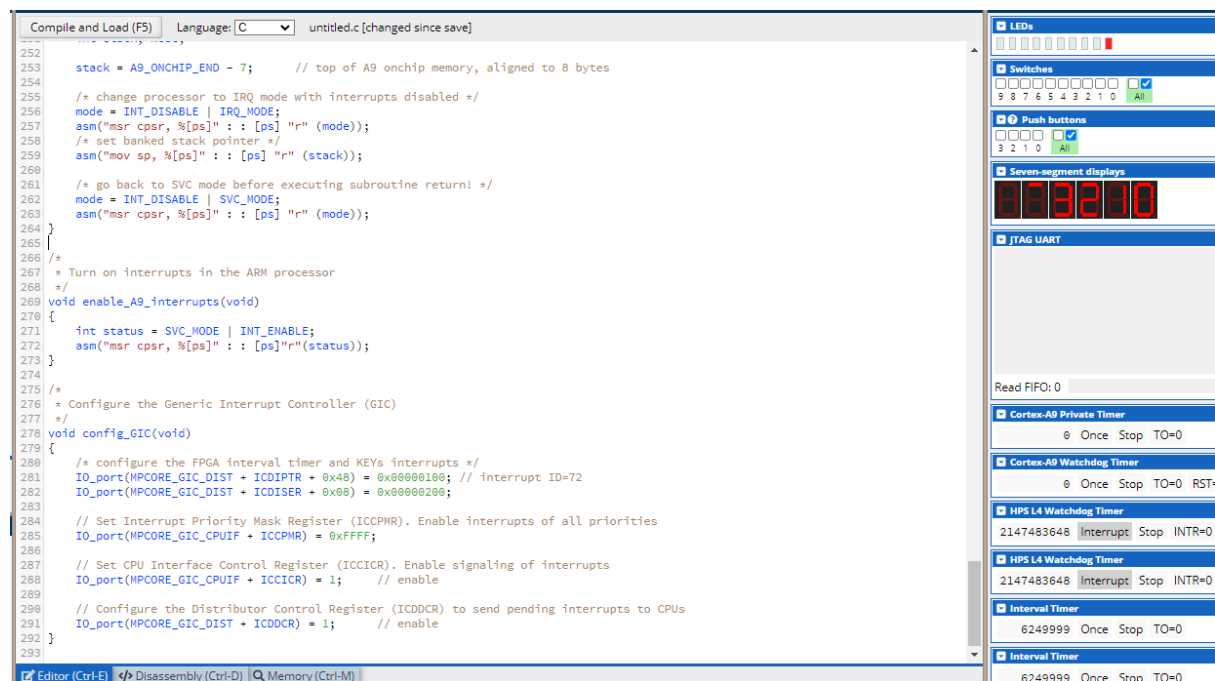 Compile and Load (F5) Language: C untitled.c [changed since save]
252
253 stack = A9_ONCHIP_END - 7; // top of A9 onchip memory, aligned to 8 bytes
254
255 /* change processor to IRQ mode with interrupts disabled */
256 mode = INT_DISABLE | IRQ_MODE;
257 asm("msr cpsr, %[ps]" : : [ps] "r" (mode));
258 /* set banked stack pointer */
259 asm("mov sp, %[ps]" : : [ps] "r" (stack));
260
261 /* go back to SVC mode before executing subroutine return! */
262 mode = INT_DISABLE | SVC_MODE;
263 asm("msr cpsr, %[ps]" : : [ps] "r" (mode));
264 }
265
266 /*
267 * Turn on interrupts in the ARM processor
268 */
269 void enable_A9_interrupts(void)
270 {
271 int status = SVC_MODE | INT_ENABLE;
272 asm("msr cpsr, %[ps]" : : [ps]"r"(status));
273 }
274
275 /*
276 * Configure the Generic Interrupt Controller (GIC)
277 */
278 void config_GIC(void)
279 {
280 /* configure the FPGA interval timer and KEYs interrupts */
281 IO_port(MPCORE_GIC_DIST + ICDIPTR + 0x48) = 0x00000100; // interrupt ID=72
282 IO_port(MPCORE_GIC_DIST + ICDISER + 0x08) = 0x00000200;
283
284 // Set Interrupt Priority Mask Register (ICCPMR). Enable interrupts of all priorities
285 IO_port(MPCORE_GIC_CPUIF + ICCPMR) = 0xFFFF;
286
287 // Set CPU Interface Control Register (ICCICR). Enable signaling of interrupts
288 IO_port(MPCORE_GIC_CPUIF + ICCICR) = 1; // enable
289
290 // Configure the Distributor Control Register (ICDDCR) to send pending interrupts to CPUs
291 IO_port(MPCORE_GIC_DIST + ICDDCR) = 1; // enable
292 }
293
Editor (Ctrl-E) </> Disassembly (Ctrl-D) Memory (Ctrl-M)
LEDs
Switches
9 8 7 6 5 4 3 2 1 0 All
Push buttons
3 2 1 0 All
Seven-segment displays
3210
JTAG UART
Read FIFO: 0
Cortex-A9 Private Timer
0 Once Stop TO=0
Cortex-A9 Watchdog Timer
0 Once Stop TO=0 RST=
HPS L4 Watchdog Timer
2147483648 Interrupt Stop INTR=0
HPS L4 Watchdog Timer
2147483648 Interrupt Stop INTR=0
Interval Timer
6249999 Once Stop TO=0
Interval Timer
6249999 Once Stop TO=0